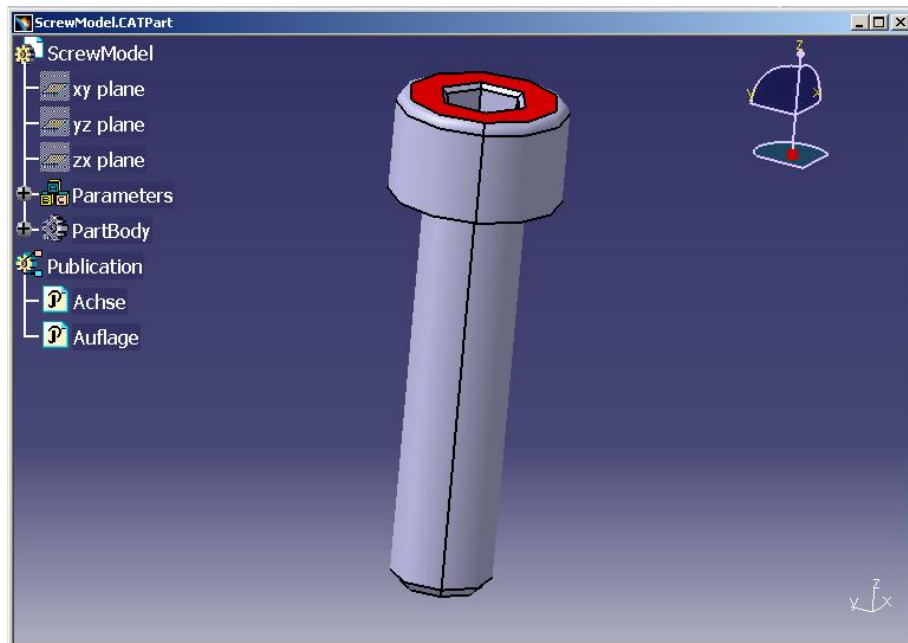 ScrewModel.CATPart
ScrewModel
xy plane
yz plane
zx plane
Parameters
PartBody
Publication
Achse
Auflage
z
y
x
z
y
x